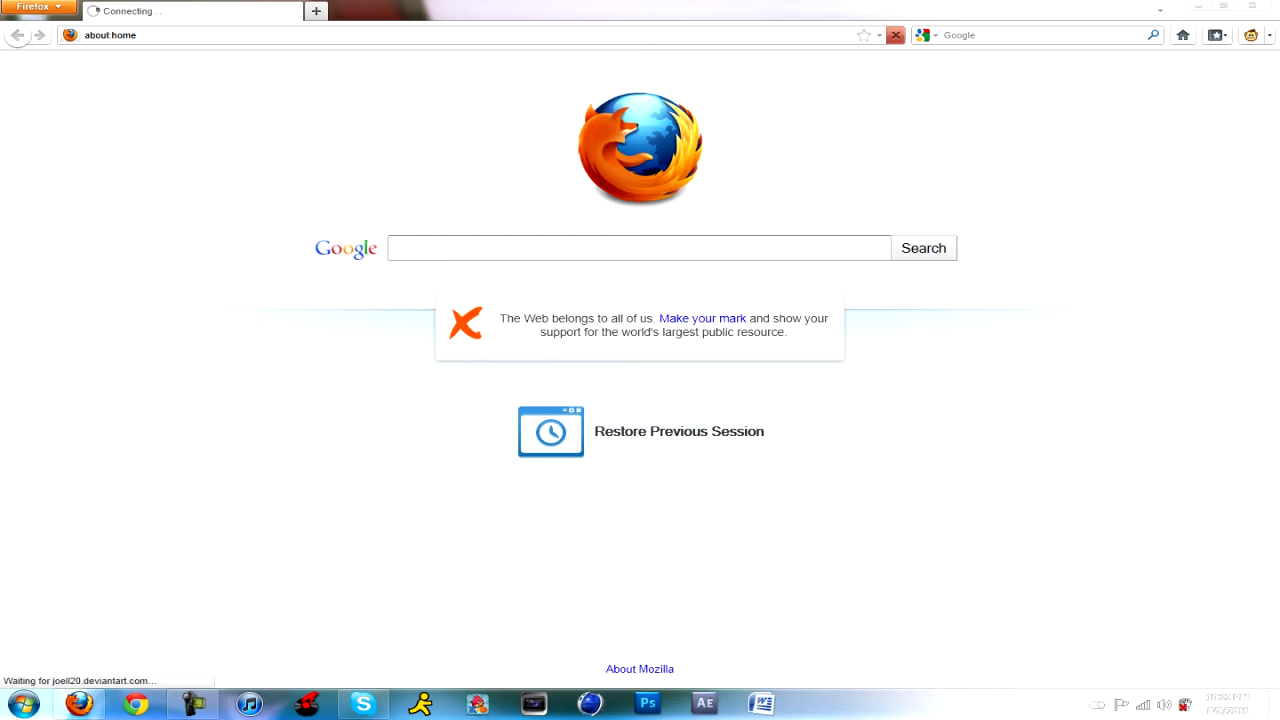 Firefox
Connecting...
about:home
Google
Google
Search
The Web belongs to all of us. Make your mark and show your
support for the world's largest public resource.
Restore Previous Session
About Mozilla
Waiting for joell20.deviantart.com...
Ps
Ae